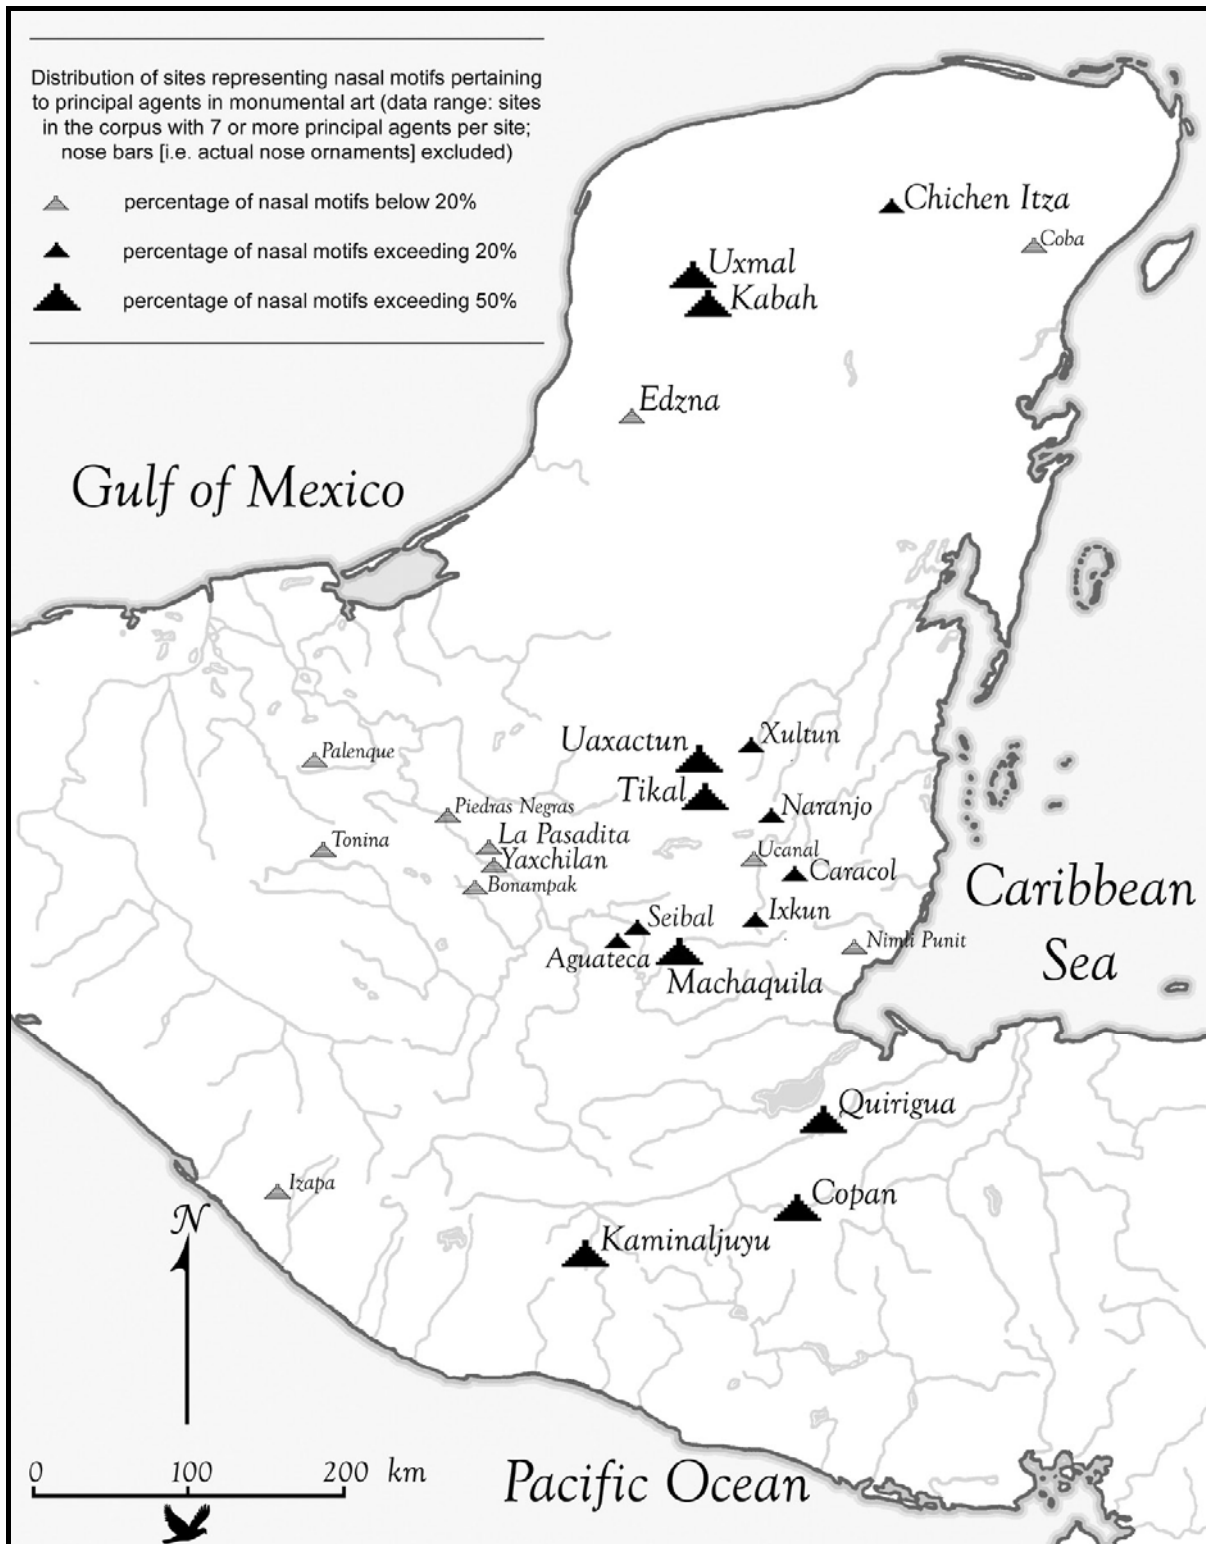 Distribution of sites representing nasal motifs pertaining
to principal agents in monumental art (data range: sites
in the corpus with 7 or more principal agents per site;
nose bars [i.e. actual nose ornaments] excluded)
percentage of nasal motifs below 20%
percentage of nasal motifs exceeding 20%
percentage of nasal motifs exceeding 50%
Chichen Itza
Coba
Uxmal
Kabah
Edzna
Gulf of Mexico
Uaxactun
Xultun
Palenque
Tikal
Piedras Negras
Naranjo
La Pasadita
Tonina
Ucanal
Yaxchilan
Caracol
Bonampak
Caribbean
Sea
Seibal
Ixkun
Nimli Punit
Aguateca
Machaquila
Quirigua
Izapa
Copan
N
Kaminaljuyu
0 100 200 km
Pacific Ocean